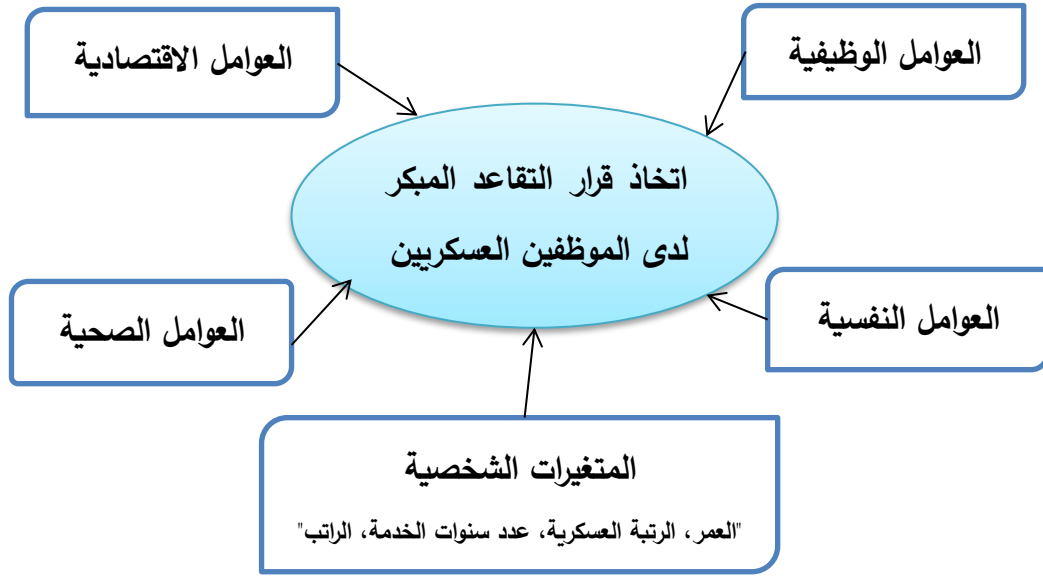 العوامل الوظيفية
العوامل الاقتصادية
اتخاذ قرار التقاعد المبكر
لدى الموظفين العسكريين
العوامل النفسية
العوامل الصحية
المتغيرات الشخصية
"العمر، الرتبة العسكرية، عدد سنوات الخدمة، الراتب"